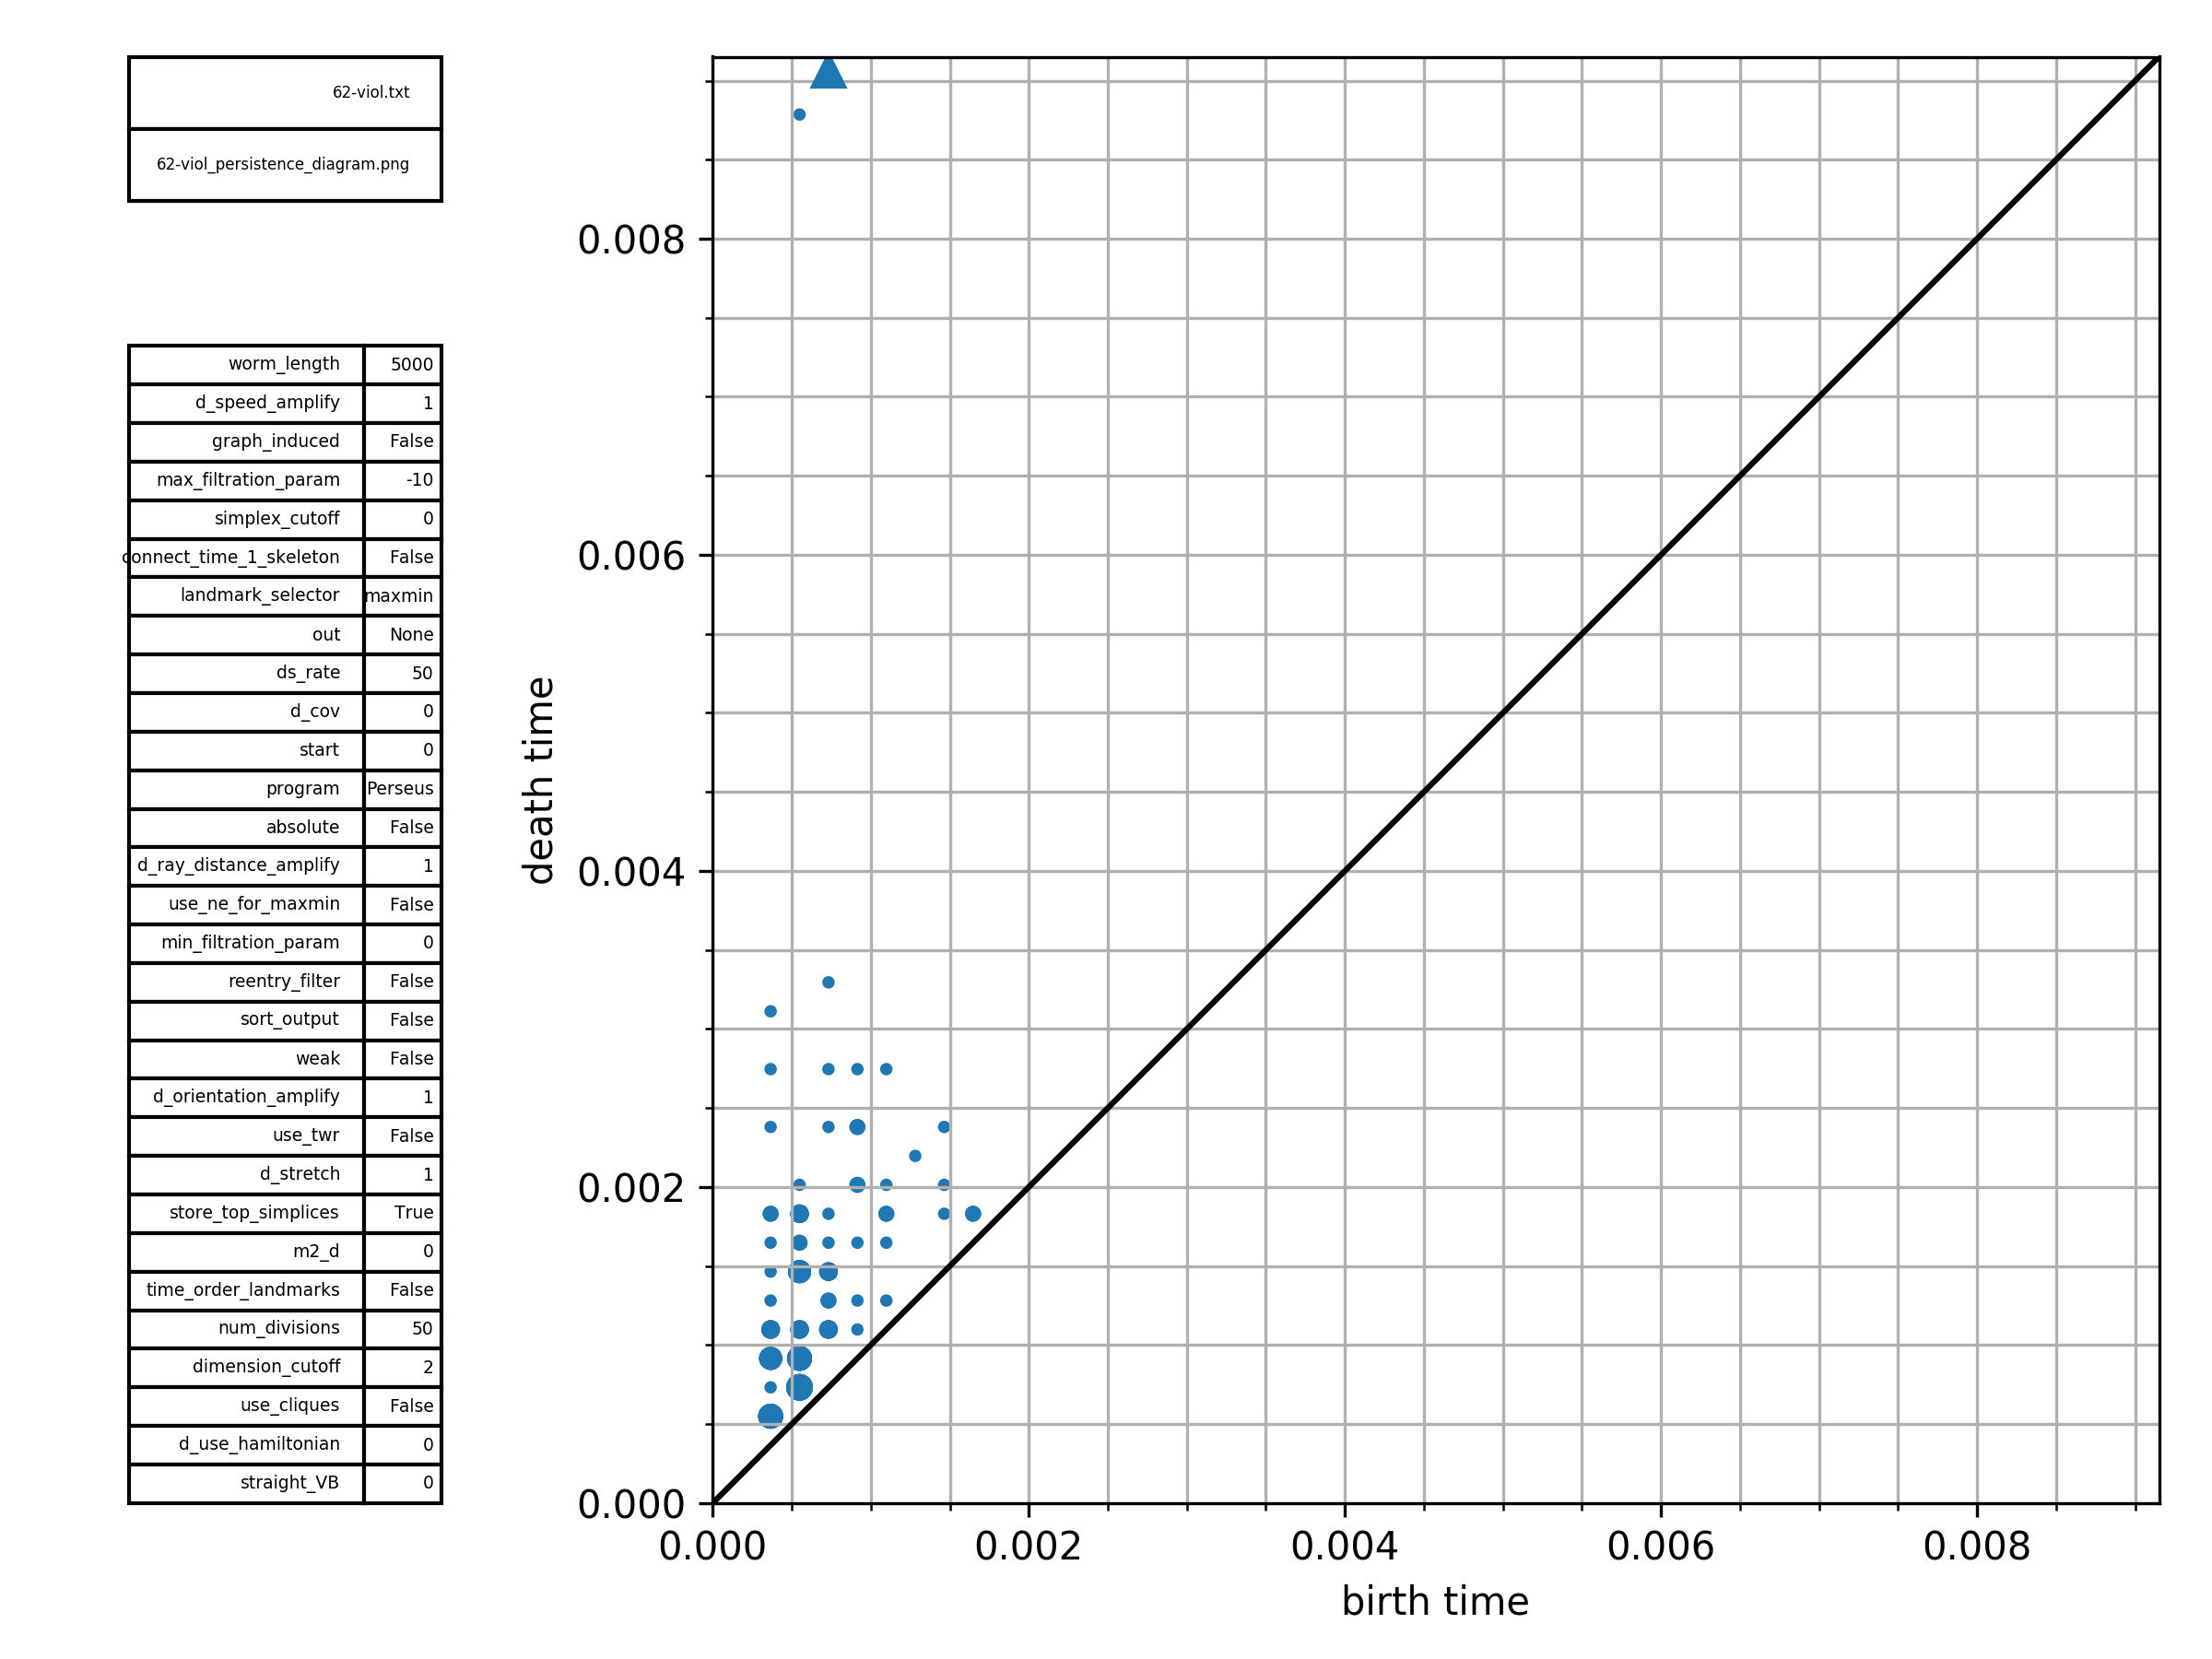 62-viol.txt
62-viol_persistence_diagram.png
worm_length 5000
d_speed_amplify 1
graph_induced False
max_filtration_param -10
simplex_cutoff 0
connect_time_1_skeleton False
landmark_selector maxmin
out None
ds_rate 50
d_cov 0
start 0
program Perseus
absolute False
d_ray_distance_amplify 1
use_ne_for_maxmin False
min_filtration_param 0
reentry_filter False
sort_output False
weak False
d_orientation_amplify 1
use_twr False
d_stretch 1
store_top_simplices True
m2_d 0
time_order_landmarks False
num_divisions 50
dimension_cutoff 2
use_cliques False
d_use_hamiltonian 0
straight_VB 0
death time
0.008
0.006
0.004
0.002
0.000
0.000 0.002 0.004 0.006 0.008
birth time